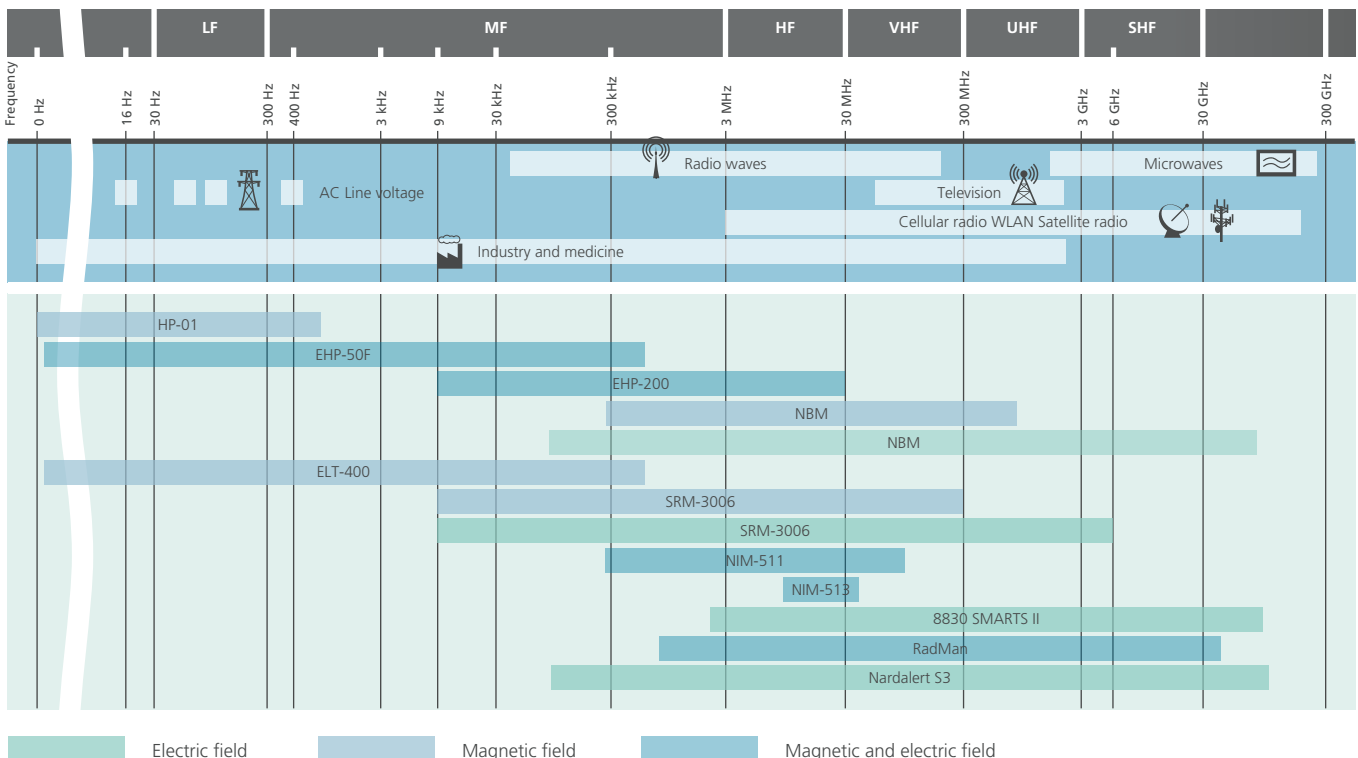 LF MF HF VHF UHF SHF
Frequency
0 Hz 16 Hz 30 Hz 300 Hz 400 Hz 3 kHz 9 kHz 30 kHz 300 kHz 3 MHz 30 MHz 300 MHz 3 GHz 6 GHz 30 GHz 300 GHz
Radio waves Microwaves
AC Line voltage Television
Cellular radio WLAN Satellite radio
Industry and medicine
HP-01
EHP-50F
EHP-200
NBM
NBM
ELT-400
SRM-3006
SRM-3006
NIM-511
NIM-513
8830 SMARTS II
RadMan
Nardalert S3
Electric field Magnetic field Magnetic and electric field